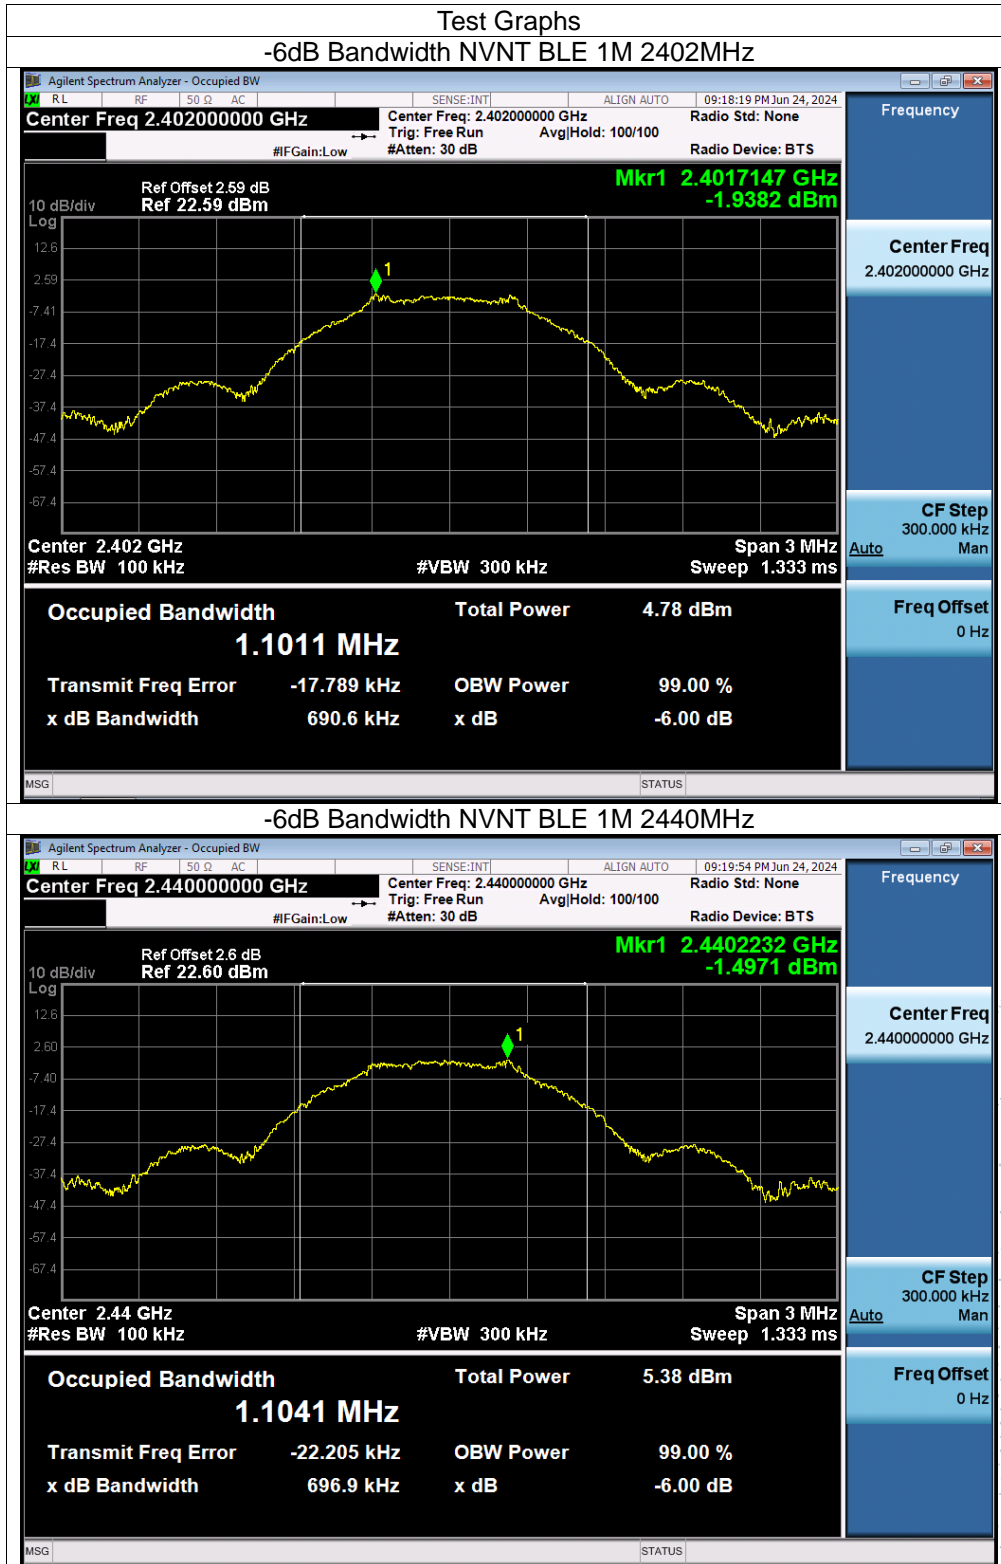 Test Graphs
-6dB Bandwidth NVNT BLE 1M 2402MHz
Agilent Spectrum Analyzer - Occupied BW
LXI RL RF 50 Ω AC SENSE:INT ALIGN AUTO 09:18:19 PM Jun 24, 2024
Center Freq 2.402000000 GHz
Center Freq: 2.402000000 GHz Radio Std: None
Trig: Free Run Avg|Hold: 100/100
#IFGain:Low #Atten: 30 dB Radio Device: BTS
Frequency
Mkr1 2.4017147 GHz
-1.9382 dBm
Ref Offset 2.59 dB
10 dB/div Ref 22.59 dBm
Log
12.6
2.59
-7.41
-17.4
-27.4
-37.4
-47.4
-57.4
-67.4
1
Center 2.402 GHz Span 3 MHz
#Res BW 100 kHz #VBW 300 kHz Sweep 1.333 ms
Center Freq
2.402000000 GHz
CF Step
300.000 kHz
Auto Man
Freq Offset
0 Hz
Occupied Bandwidth Total Power 4.78 dBm
1.1011 MHz
Transmit Freq Error -17.789 kHz OBW Power 99.00 %
x dB Bandwidth 690.6 kHz x dB -6.00 dB
MSG STATUS
-6dB Bandwidth NVNT BLE 1M 2440MHz
Agilent Spectrum Analyzer - Occupied BW
LXI RL RF 50 Ω AC SENSE:INT ALIGN AUTO 09:19:54 PM Jun 24, 2024
Center Freq 2.440000000 GHz
Center Freq: 2.440000000 GHz Radio Std: None
Trig: Free Run Avg|Hold: 100/100
#IFGain:Low #Atten: 30 dB Radio Device: BTS
Frequency
Mkr1 2.4402232 GHz
-1.4971 dBm
Ref Offset 2.6 dB
10 dB/div Ref 22.60 dBm
Log
12.6
2.60
-7.40
-17.4
-27.4
-37.4
-47.4
-57.4
-67.4
1
Center 2.44 GHz Span 3 MHz
#Res BW 100 kHz #VBW 300 kHz Sweep 1.333 ms
Center Freq
2.440000000 GHz
CF Step
300.000 kHz
Auto Man
Freq Offset
0 Hz
Occupied Bandwidth Total Power 5.38 dBm
1.1041 MHz
Transmit Freq Error -22.205 kHz OBW Power 99.00 %
x dB Bandwidth 696.9 kHz x dB -6.00 dB
MSG STATUS